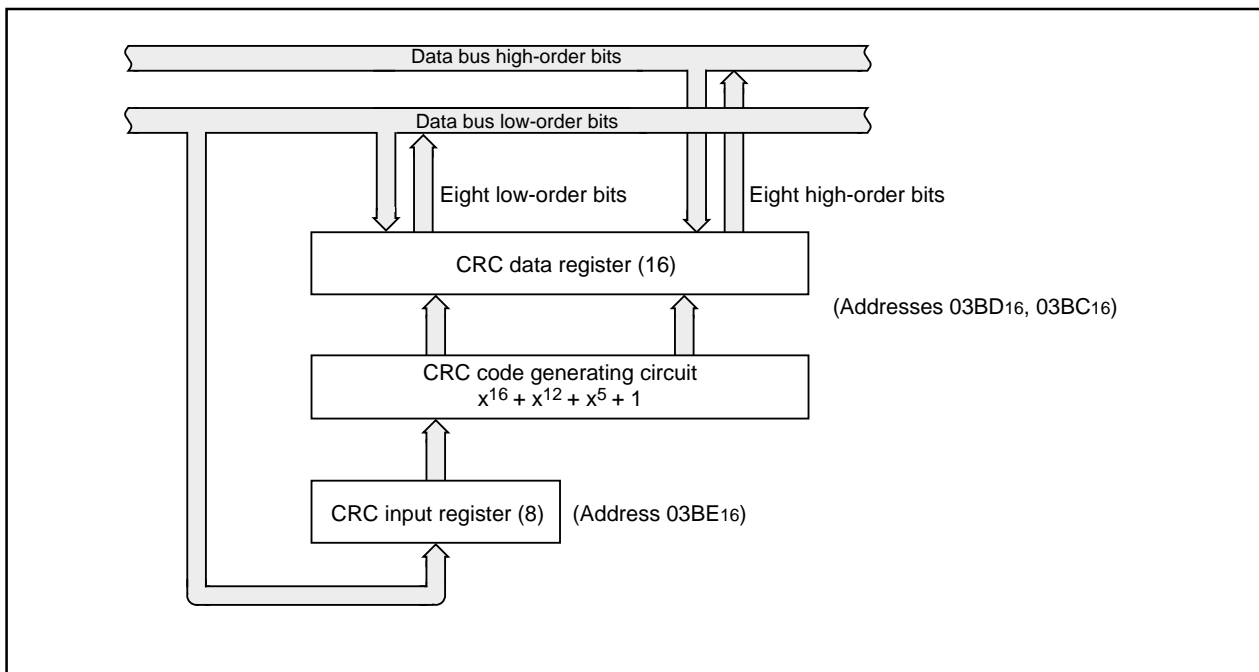 Data bus high-order bits
Data bus low-order bits
Eight low-order bits
Eight high-order bits
CRC data register (16)
(Addresses 03BD16, 03BC16)
CRC code generating circuit
x16 + x12 + x5 + 1
CRC input register (8)
(Address 03BE16)